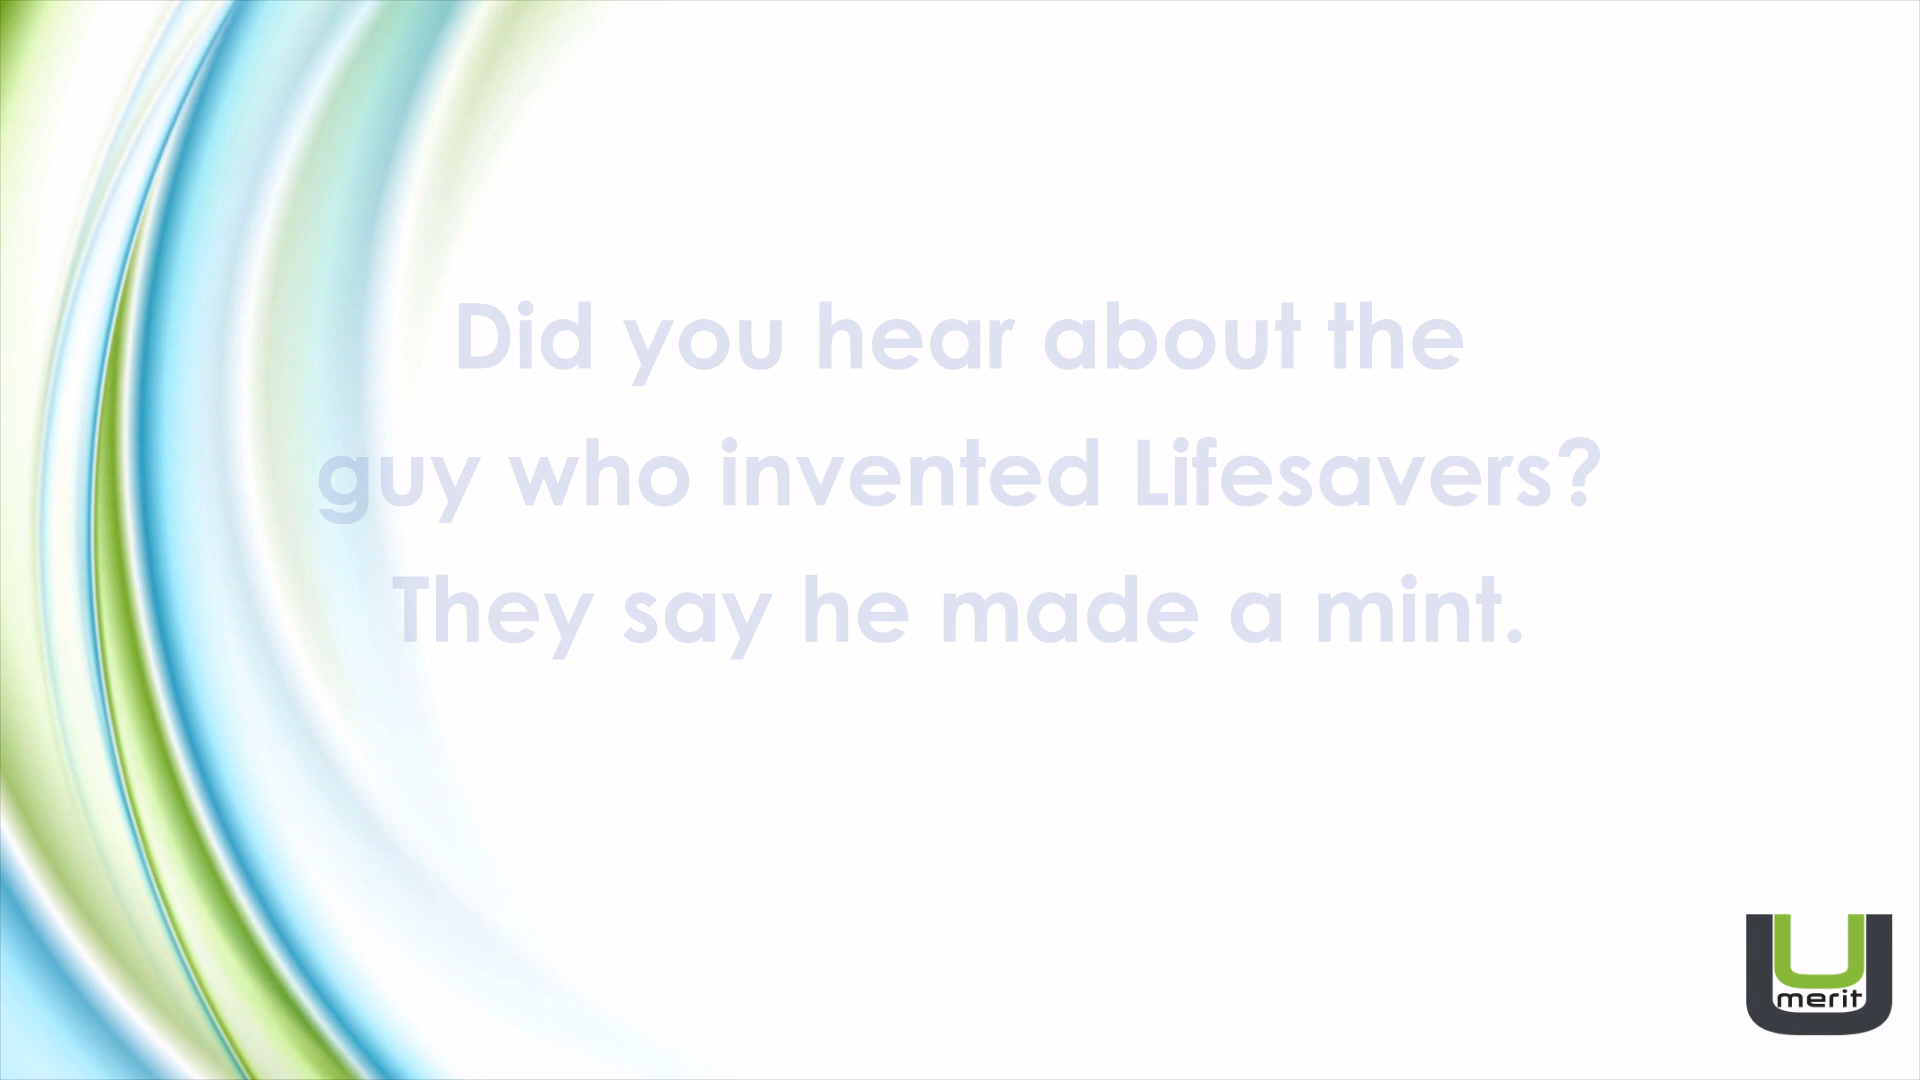 Did you hear about the
guy who invented Lifesavers?
They say he made a mint.
U
merit